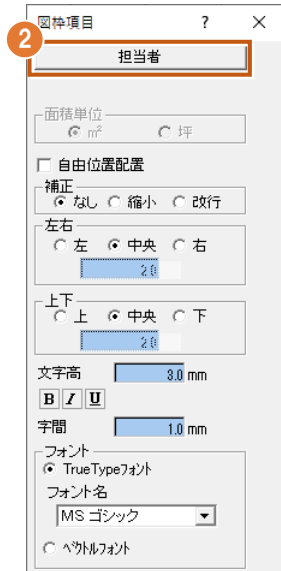 図枠項目 ? ×
2
担当者
面積単位
㎡ 坪
自由位置配置
補正
なし 縮小 改行
左右
左 中央 右
2.0
上下
上 中央 下
2.0
文字高 3.0 mm
B I U
字間 1.0 mm
フォント
TrueTypeフォント
フォント名
MS ゴシック
ベクトルフォント